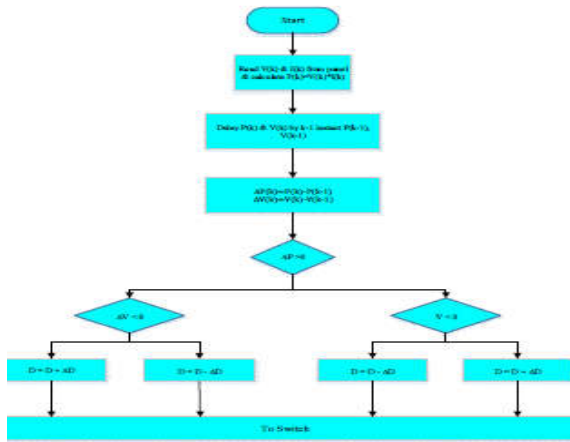 Start
Read V(k) & I(k) from panel
& calculate P(k)=V(k)*I(k)
Delay P(k) & V(k) by k-1 instant P(k-1),
V(k-1)
ΔP(k)=P(k)-P(k-1)
ΔV(k)=V(k)-V(k-1)
ΔP>0
ΔV < 0
V < 0
D = D + ΔD
D = D - ΔD
D = D - ΔD
D = D + ΔD
To Switch